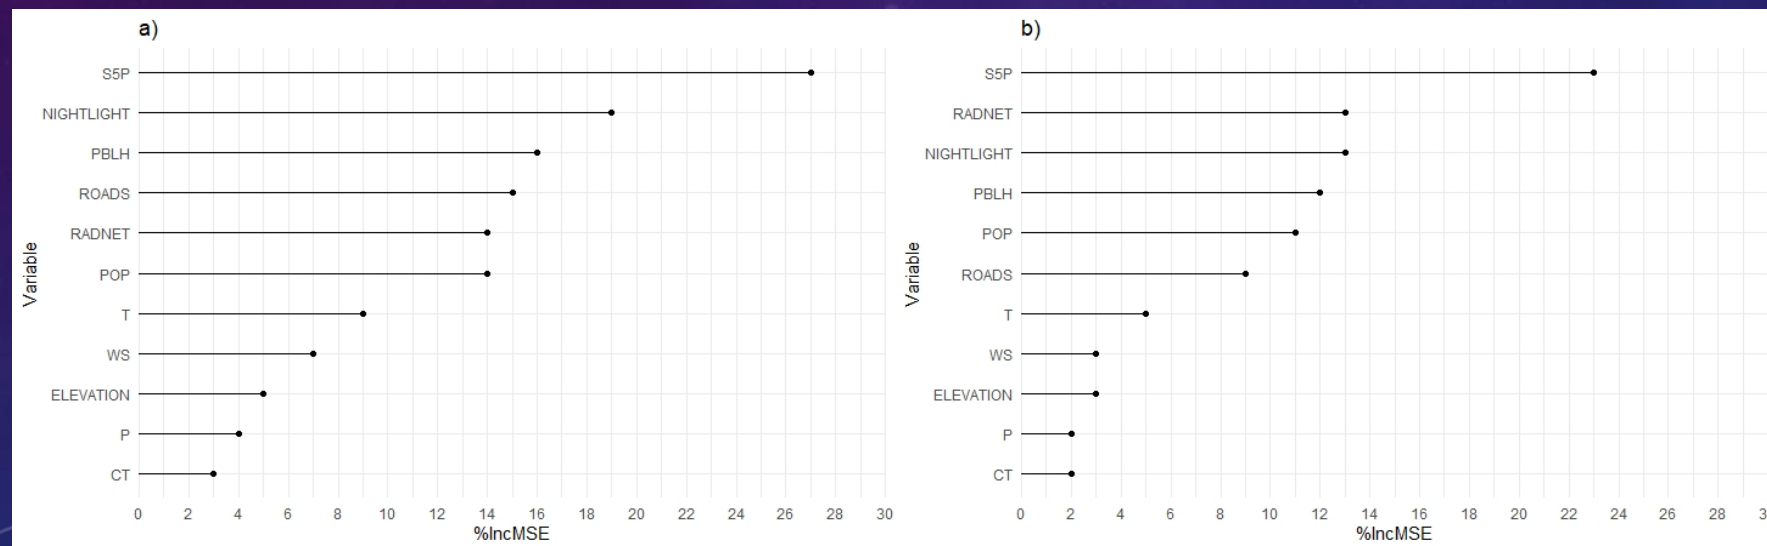 a)
S5P
NIGHTLIGHT
PBLH
ROADS
RADNET
POP
T
WS
ELEVATION
P
CT
Variable
0 2 4 6 8 10 12 14 16 18 20 22 24 26 28 30
%IncMSE
b)
S5P
RADNET
NIGHTLIGHT
PBLH
POP
ROADS
T
WS
ELEVATION
P
CT
Variable
0 2 4 6 8 10 12 14 16 18 20 22 24 26 28
%IncMSE